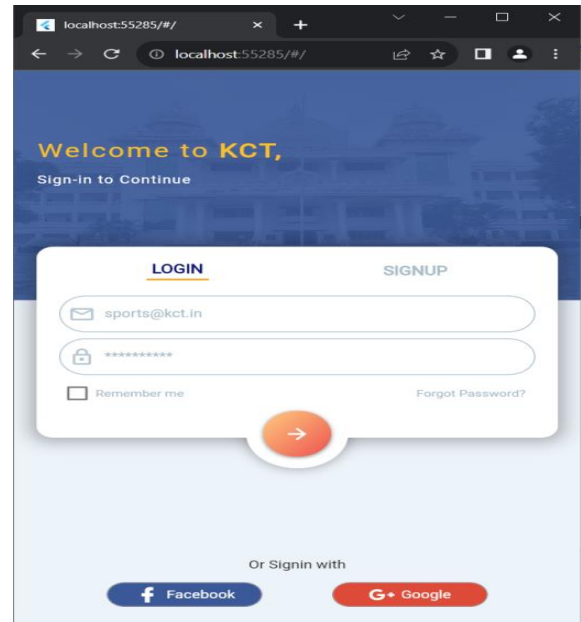 localhost:55285/#/
localhost:55285/#/
Welcome to KCT,
Sign-in to Continue
LOGIN SIGNUP
sports@kct.in
**********
Remember me Forgot Password?
Or Signin with
f Facebook G+ Google